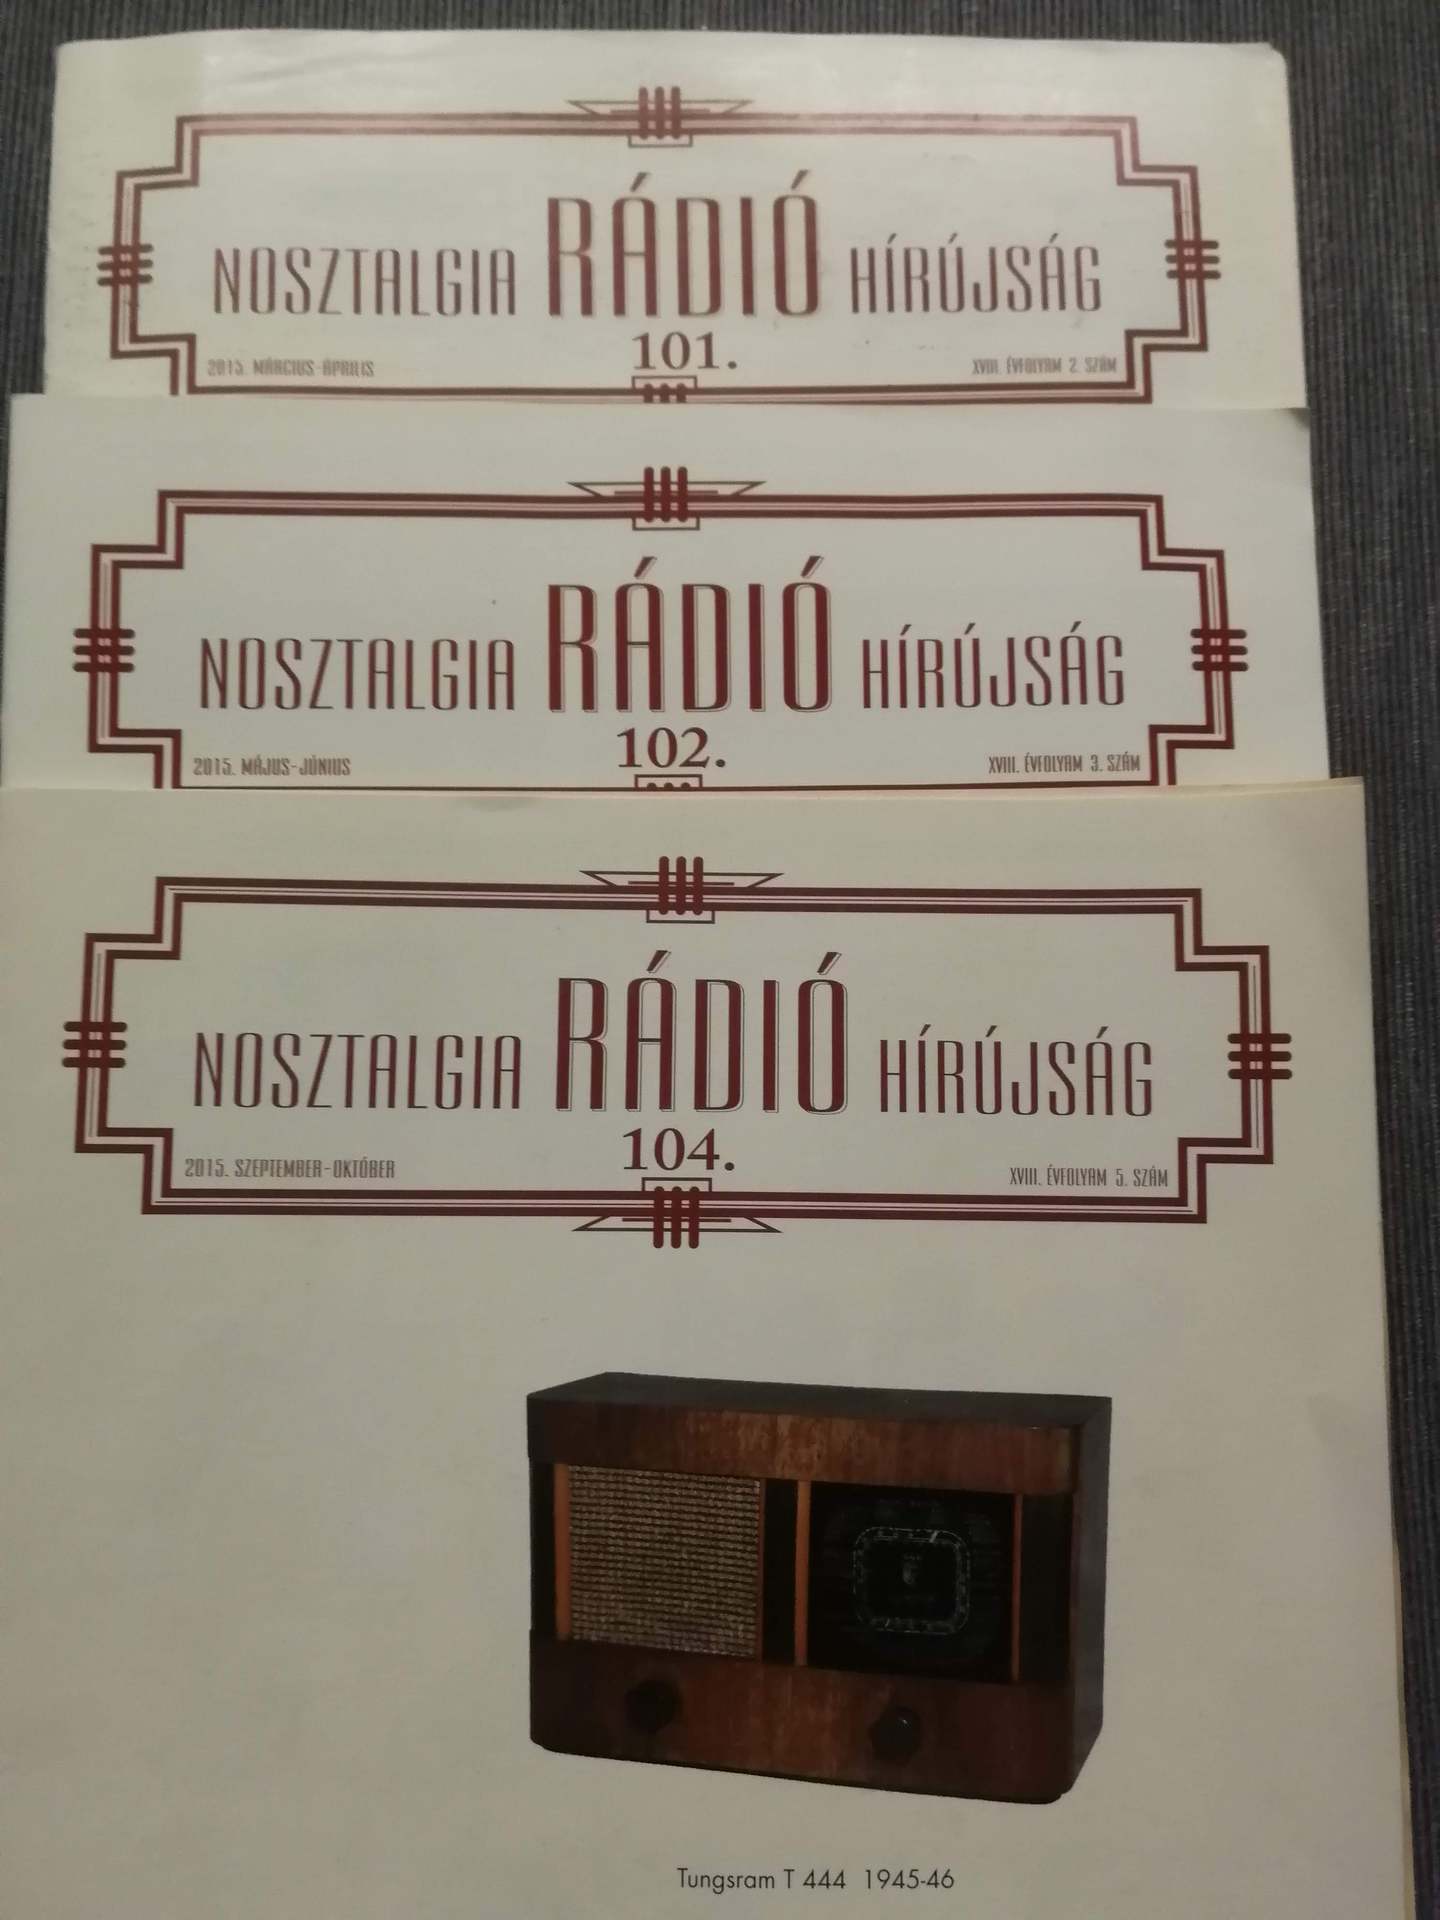 NOSZTALGIA RÁDIÓ HÍRÚJSÁG
101.
2015. MÁRCIUS-ÁPRILIS
XVIII. ÉVFOLYAM 2. SZÁM
NOSZTALGIA RÁDIÓ HÍRÚJSÁG
102.
2015. MÁJUS-JÚNIUS
XVIII. ÉVFOLYAM 3. SZÁM
NOSZTALGIA RÁDIÓ HÍRÚJSÁG
104.
2015. SZEPTEMBER-OKTÓBER
XVIII. ÉVFOLYAM 5. SZÁM
Tungsram T 444 1945-46